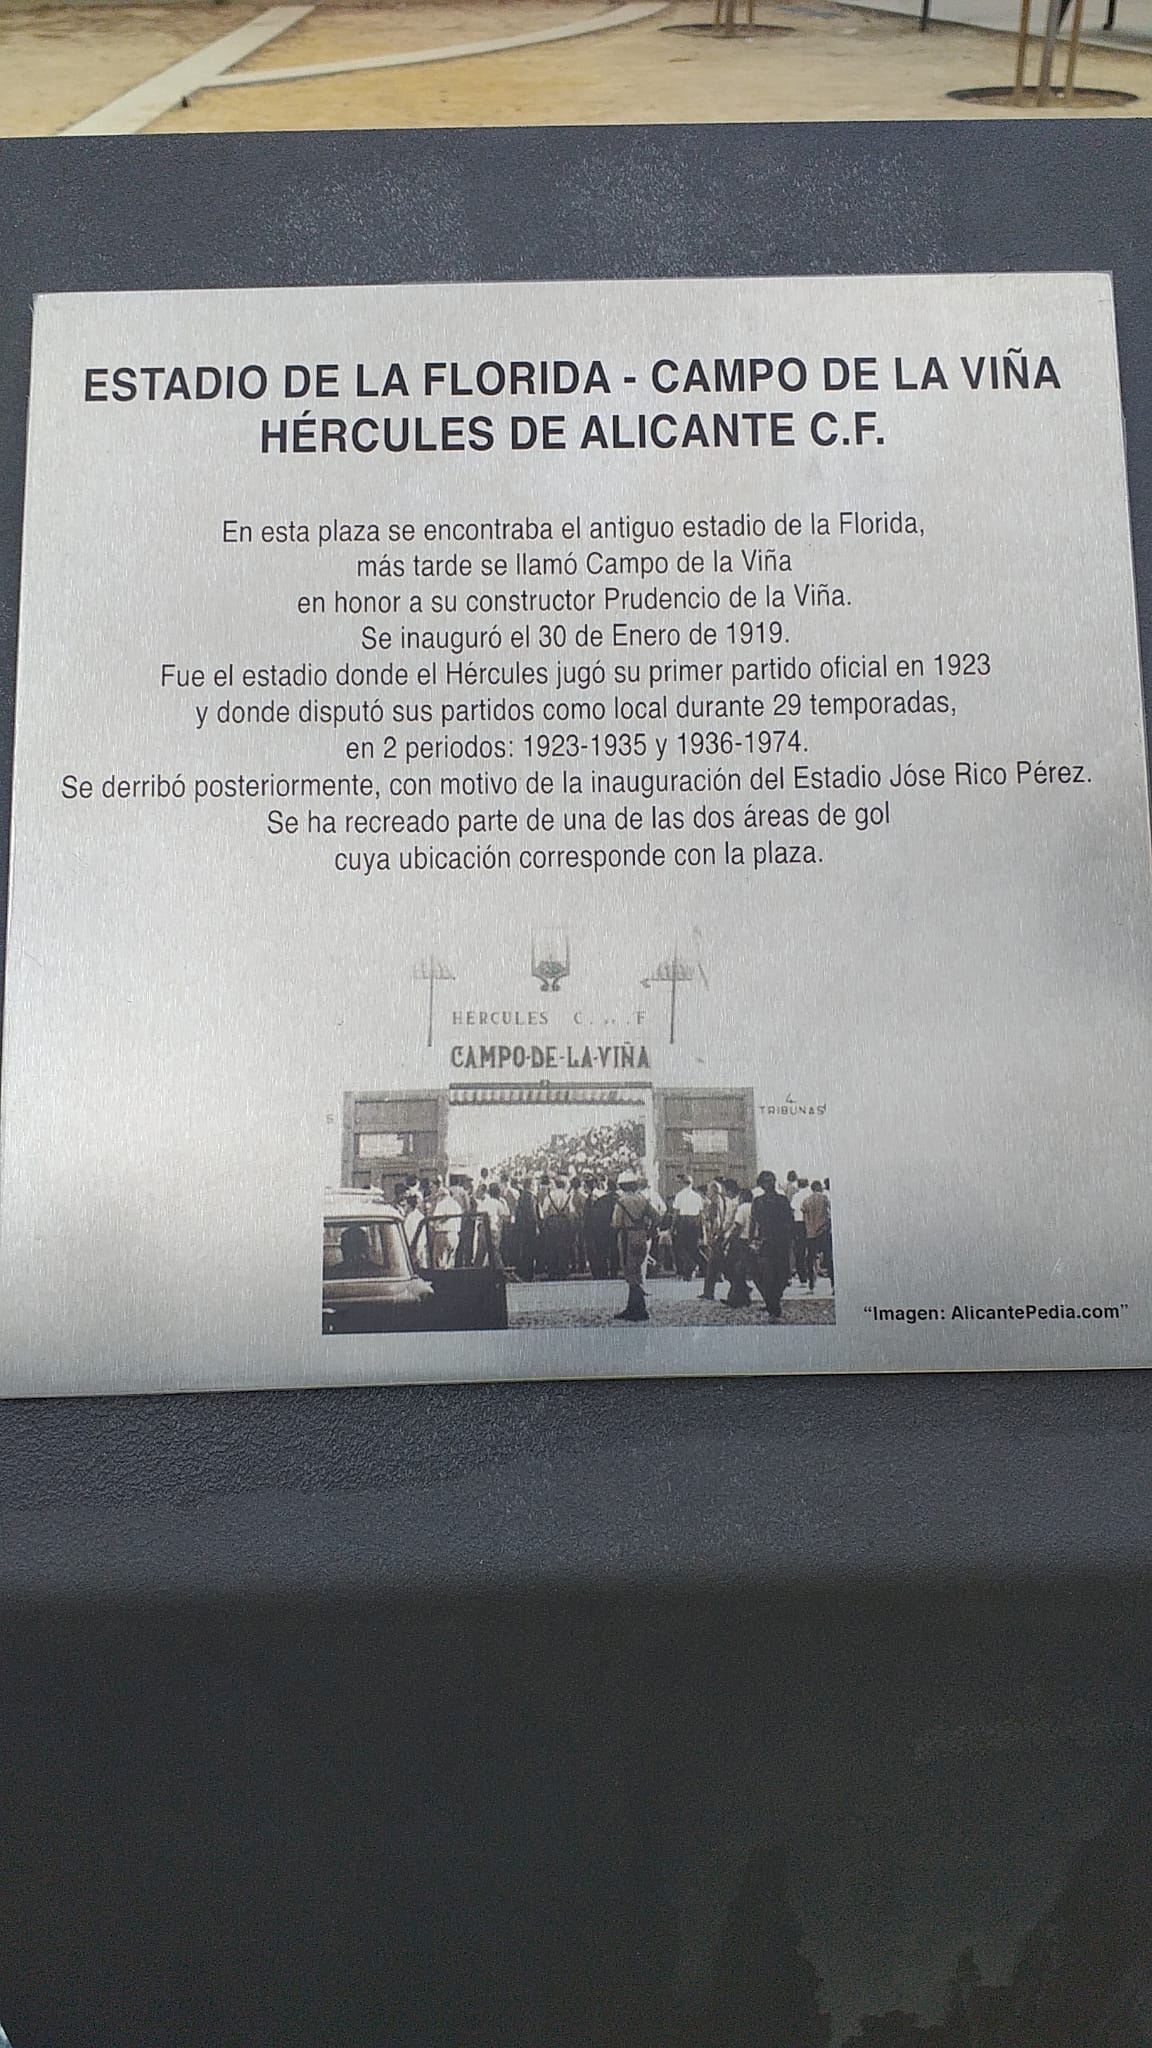 ESTADIO DE LA FLORIDA - CAMPO DE LA VIÑA
HÉRCULES DE ALICANTE C.F.
En esta plaza se encontraba el antiguo estadio de la Florida,
más tarde se llamó Campo de la Viña
en honor a su constructor Prudencio de la Viña.
Se inauguró el 30 de Enero de 1919.
Fue el estadio donde el Hércules jugó su primer partido oficial en 1923
y donde disputó sus partidos como local durante 29 temporadas,
en 2 periodos: 1923-1935 y 1936-1974.
Se derribó posteriormente, con motivo de la inauguración del Estadio Jóse Rico Pérez.
Se ha recreado parte de una de las dos áreas de gol
cuya ubicación corresponde con la plaza.
HERCULES C. F
CAMPO-DE-LA-VIÑA
TRIBUNAS
“Imagen: AlicantePedia.com”